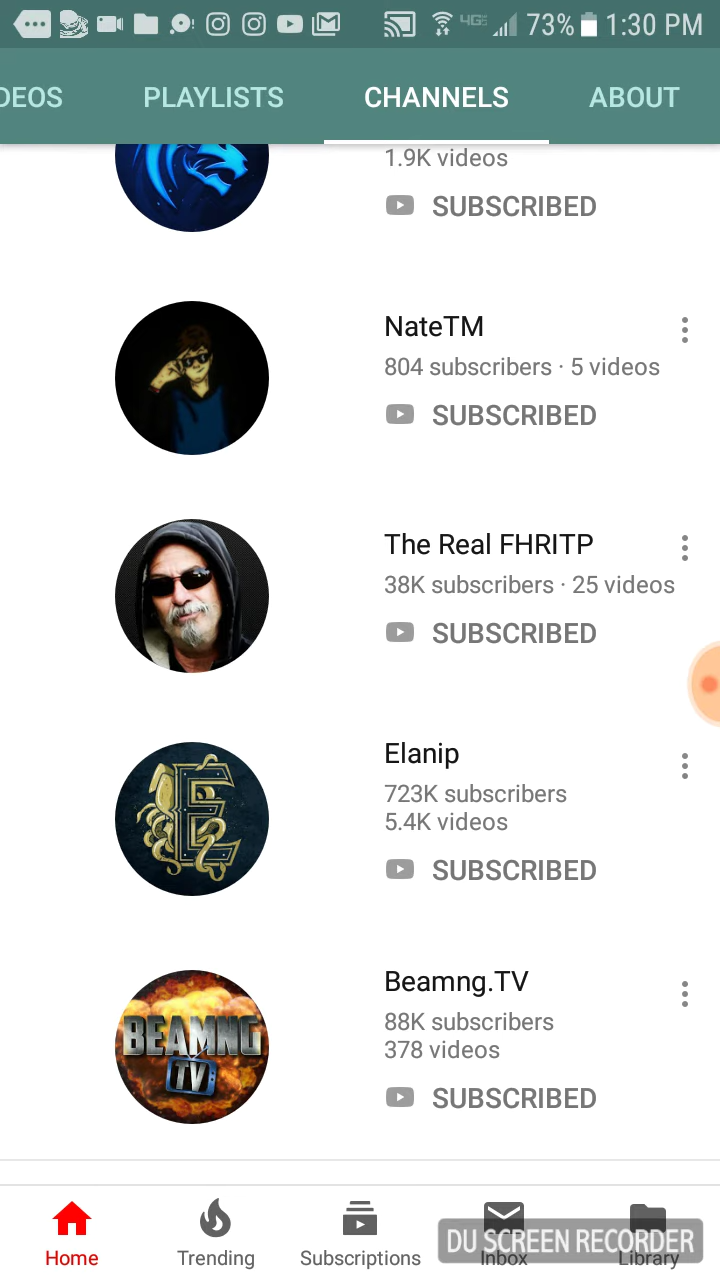 4G
73%
1:30 PM
DEOS
PLAYLISTS
CHANNELS
ABOUT
1.9K videos
SUBSCRIBED
NateTM
804 subscribers · 5 videos
SUBSCRIBED
The Real FHRITP
38K subscribers · 25 videos
SUBSCRIBED
E
Elanip
723K subscribers
5.4K videos
SUBSCRIBED
BEAMNG
TV
Beamng.TV
88K subscribers
378 videos
SUBSCRIBED
Home
Trending
Subscriptions
Inbox
Library
DU SCREEN RECORDER